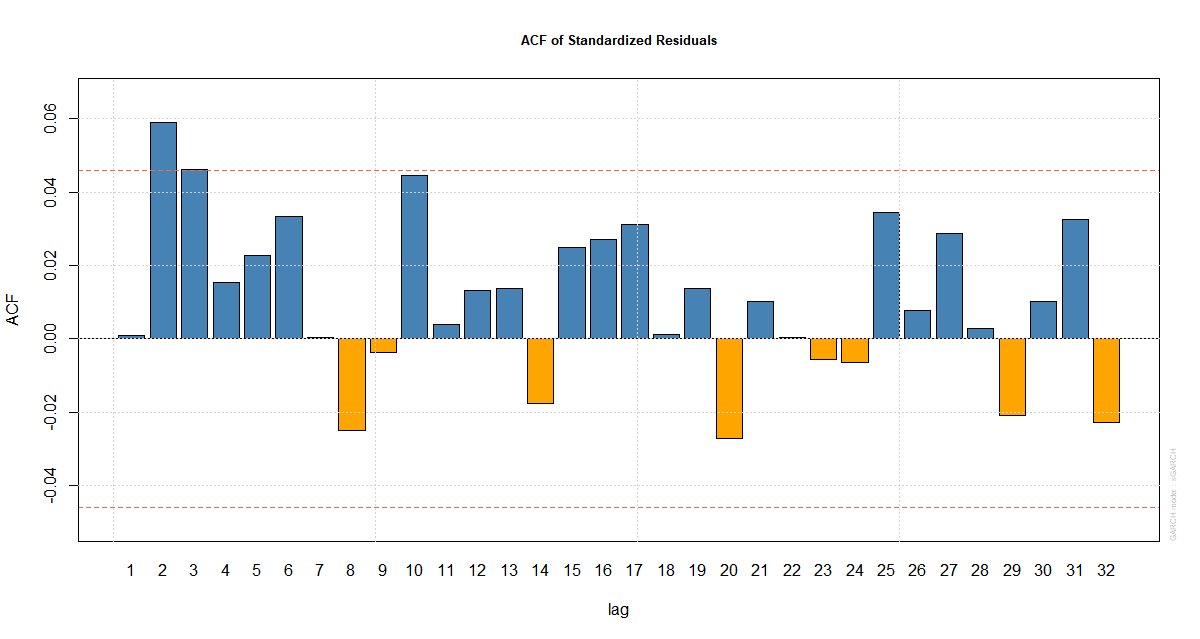 ACF of Standardized Residuals
0.06
0.04
0.02
0.00
-0.02
-0.04
ACF
1 2 3 4 5 6 7 8 9 10 11 12 13 14 15 16 17 18 19 20 21 22 23 24 25 26 27 28 29 30 31 32
lag
GARCH model : sGARCH